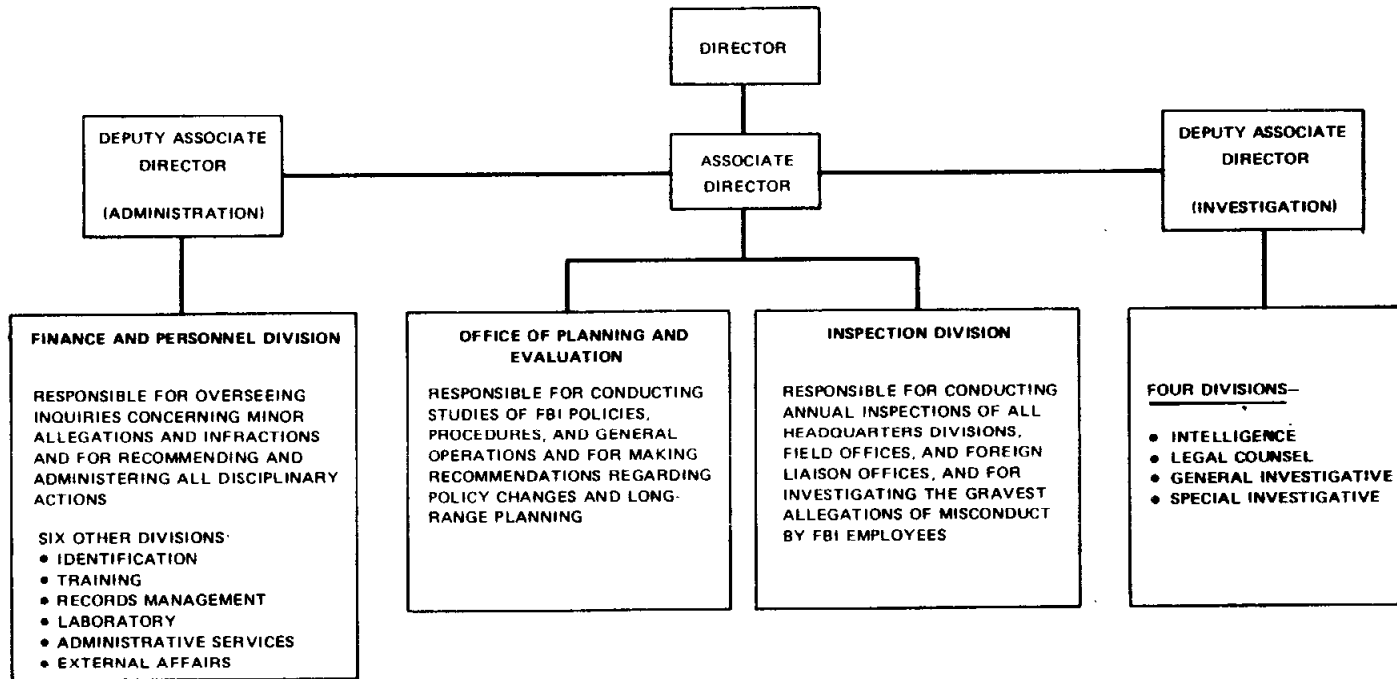 DIRECTOR
DEPUTY ASSOCIATE
DIRECTOR
(ADMINISTRATION)
ASSOCIATE
DIRECTOR
DEPUTY ASSOCIATE
DIRECTOR
(INVESTIGATION)
FINANCE AND PERSONNEL DIVISION
RESPONSIBLE FOR OVERSEEING
INQUIRIES CONCERNING MINOR
ALLEGATIONS AND INFRACTIONS
AND FOR RECOMMENDING AND
ADMINISTERING ALL DISCIPLINARY
ACTIONS
SIX OTHER DIVISIONS:
• IDENTIFICATION
• TRAINING
• RECORDS MANAGEMENT
• LABORATORY
• ADMINISTRATIVE SERVICES
• EXTERNAL AFFAIRS
OFFICE OF PLANNING AND
EVALUATION
RESPONSIBLE FOR CONDUCTING
STUDIES OF FBI POLICIES,
PROCEDURES, AND GENERAL
OPERATIONS AND FOR MAKING
RECOMMENDATIONS REGARDING
POLICY CHANGES AND LONG-
RANGE PLANNING
INSPECTION DIVISION
RESPONSIBLE FOR CONDUCTING
ANNUAL INSPECTIONS OF ALL
HEADQUARTERS DIVISIONS,
FIELD OFFICES, AND FOREIGN
LIAISON OFFICES, AND FOR
INVESTIGATING THE GRAVEST
ALLEGATIONS OF MISCONDUCT
BY FBI EMPLOYEES
FOUR DIVISIONS—
• INTELLIGENCE
• LEGAL COUNSEL
• GENERAL INVESTIGATIVE
• SPECIAL INVESTIGATIVE